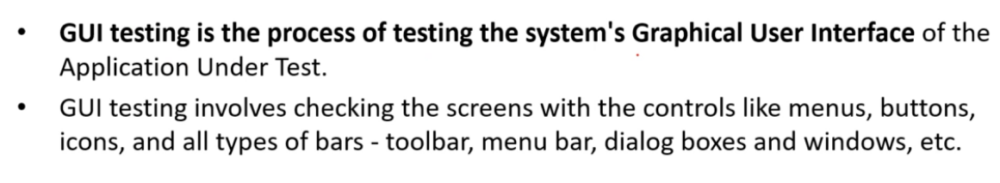 • GUI testing is the process of testing the system's Graphical User Interface of the
Application Under Test.
• GUI testing involves checking the screens with the controls like menus, buttons,
icons, and all types of bars - toolbar, menu bar, dialog boxes and windows, etc.